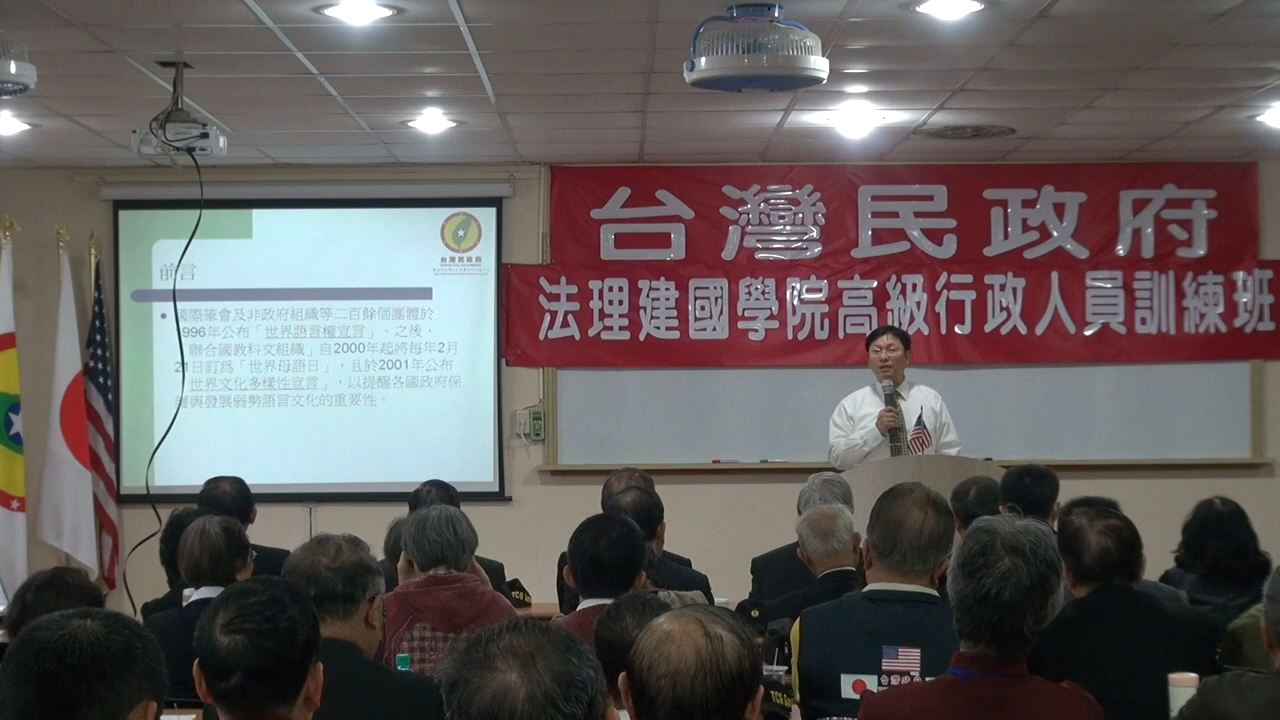 台灣民政府
法理建國學院高級行政人員訓練班
台灣民政府
前言
國際筆會及非政府組織等二百餘個團體於
1996年公布「世界語言權宣言」。之後,
聯合國教科文組織」自2000年起將每年2月
21日訂為「世界母語日」,且於2001年公布
世界文化多樣性宣言」,以提醒各國政府保
護與發展弱勢語言文化的重要性。
TCG
台灣政府
TCG